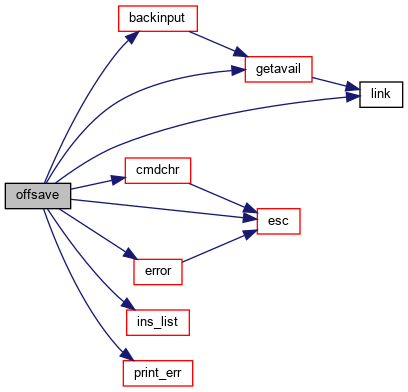 backinput
getavail
link
cmdchr
offsave
esc
error
ins_list
print_err